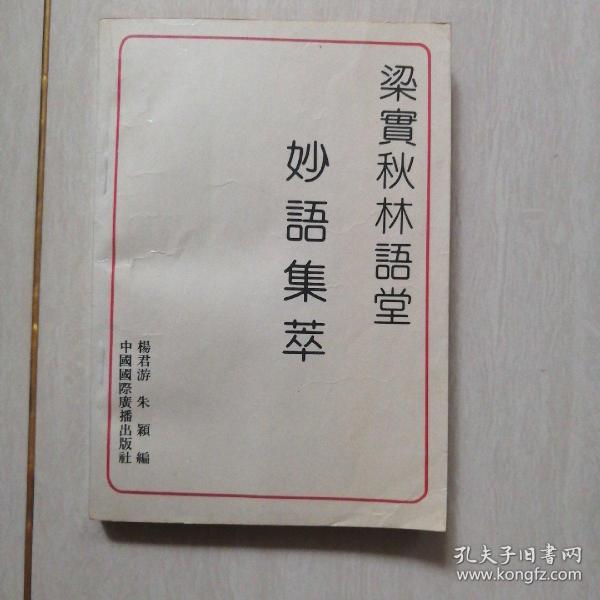 梁實秋林語堂
妙語集萃
楊君游 朱穎 編
中國國際廣播出版社
孔夫子旧书网
www.kongfz.com